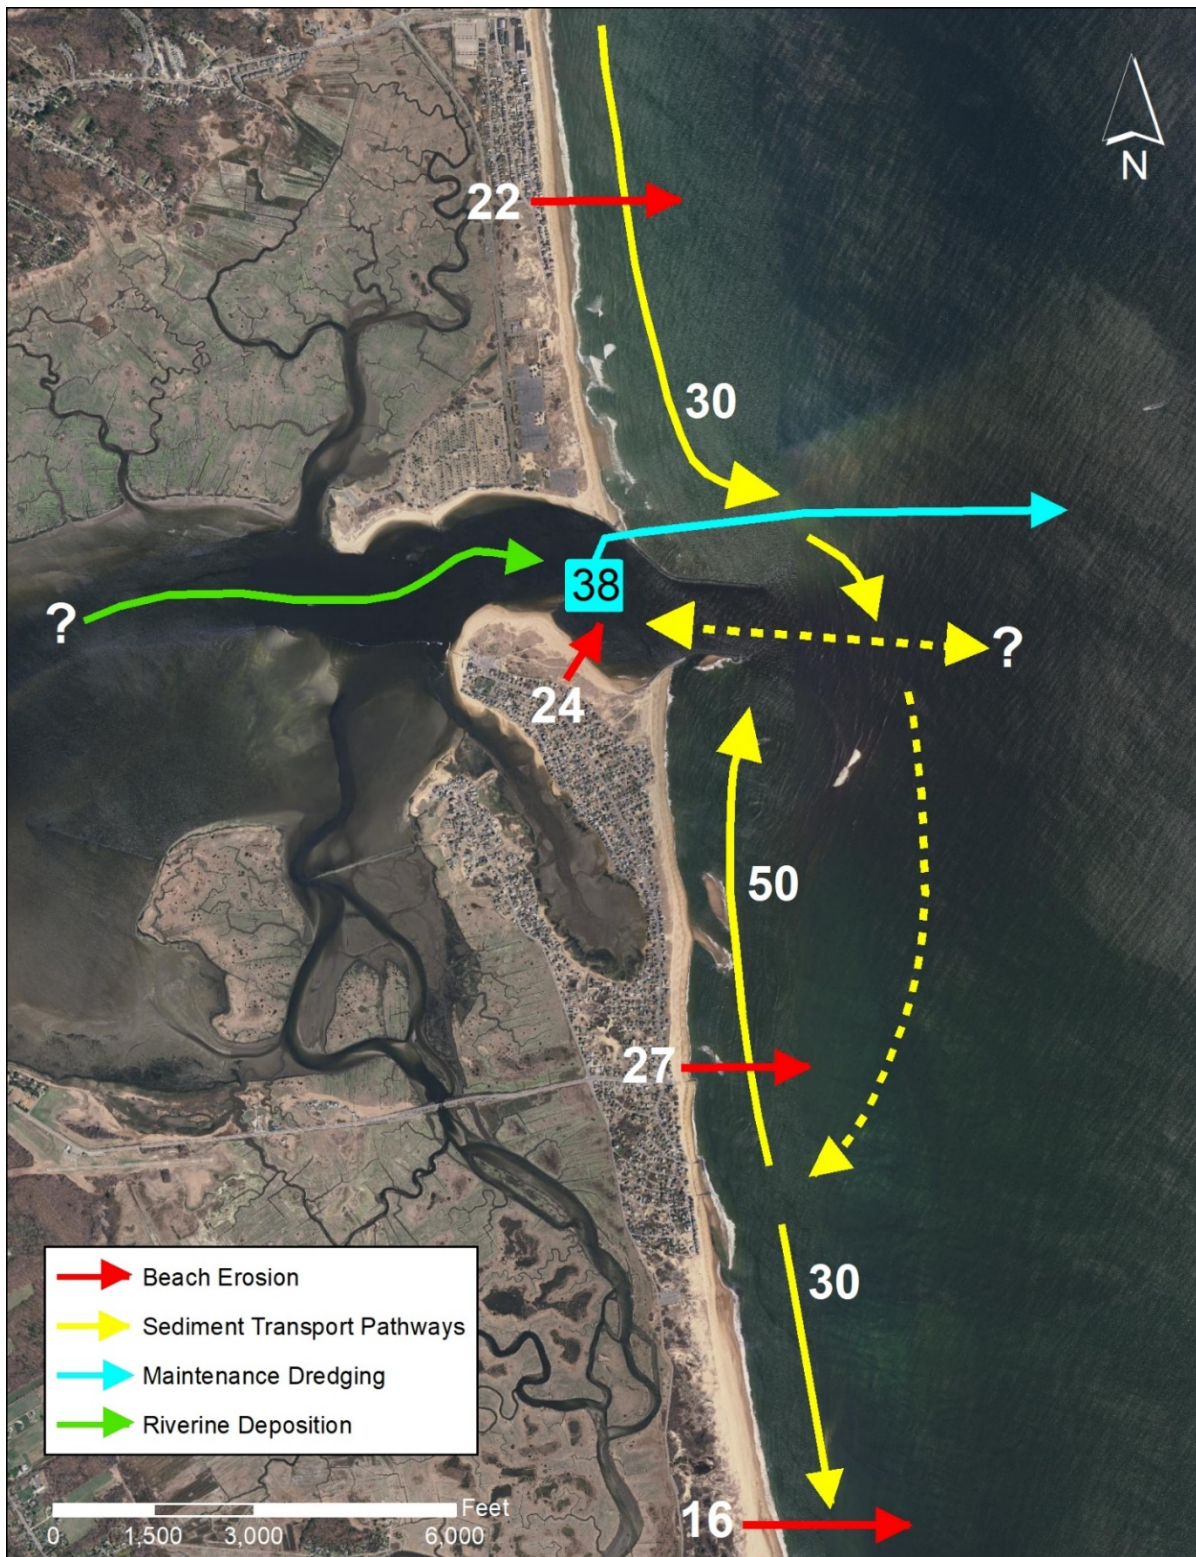 N
22
30
38
?
?
24
50
27
30
Beach Erosion
Sediment Transport Pathways
Maintenance Dredging
Riverine Deposition
Feet
0 1,500 3,000 6,000
16